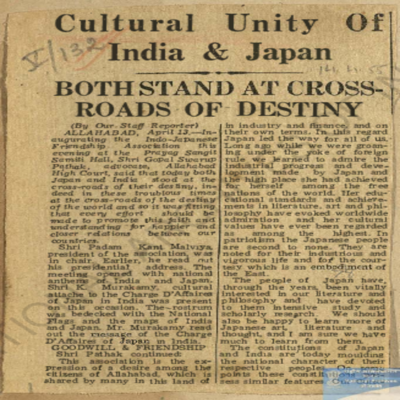 Cultural Unity Of
India & Japan
BOTH STAND AT CROSS-
ROADS OF DESTINY
(By Our Staff Reporter)
ALLAHABAD, April 13.—In-
augurating the Indo-Japanese
Friendship Association this
evening at the Prayag Sangit
Samiti Hall, Shri Gopal Swarup
Pathak, advocate, Allahabad
High Court, said that today both
Japan and India stood at the
cross-roads of their destiny, in-
deed in these troublous times
at the cross-roads of the destiny
of the world and so it was fitting
that every effort should be
made to promote this faith and
understanding for happier and
closer relations between our
countries.
Shri Padam Kant Malviya,
president of the association, was
in chair. Earlier, he read out
his presidential address. The
meeting opened with national
anthems of India and Japan.
Shri K. Murakamy, cultural
attache to the Charge D'Affaires
of Japan in India was present
was bedecked with the National
Flags and the maps of India
and Japan. Mr. Murakamy read
out the message of the Charge
D'Affaires of Japan in India.
GOODWILL & FRIENDSHIP
Shri Pathak continued:
This association is the ex-
pression of a desire among the
citizens of Allahabad, which is
shared by many in this land of
in industry and finance, and on
their own terms. In this regard
Japan led the way for all of us.
Long ago while we were groan-
ing under the yoke of foreign
rule we learned to admire the
industrial progress and deve-
lopment made by Japan and
the high place she had achieved
for herself among the free
nations of the world. Her edu-
cational standards and achieve-
ments in literature, art and phi-
losophy have evoked worldwide
admiration and her cultural
values have ever been regarded
as among the highest. In
patriotism the Japanese people
are second to none. They are
noted for their industrious and
vigorous life and for the cour-
tesy which is an embodiment of
the East.
The people of Japan have,
through the years, been vitally
interested in our literature and
philosophy and have devoted
to them intensive study and
scholarly research. We should
also be happy to learn more of
Japanese art, literature and
thought, and I am sure we have
much to learn from them.
The constitutions of Japan
and India are today moulding
the national character of their
respective peoples. On some
points these constitutions
sess similar features. Our